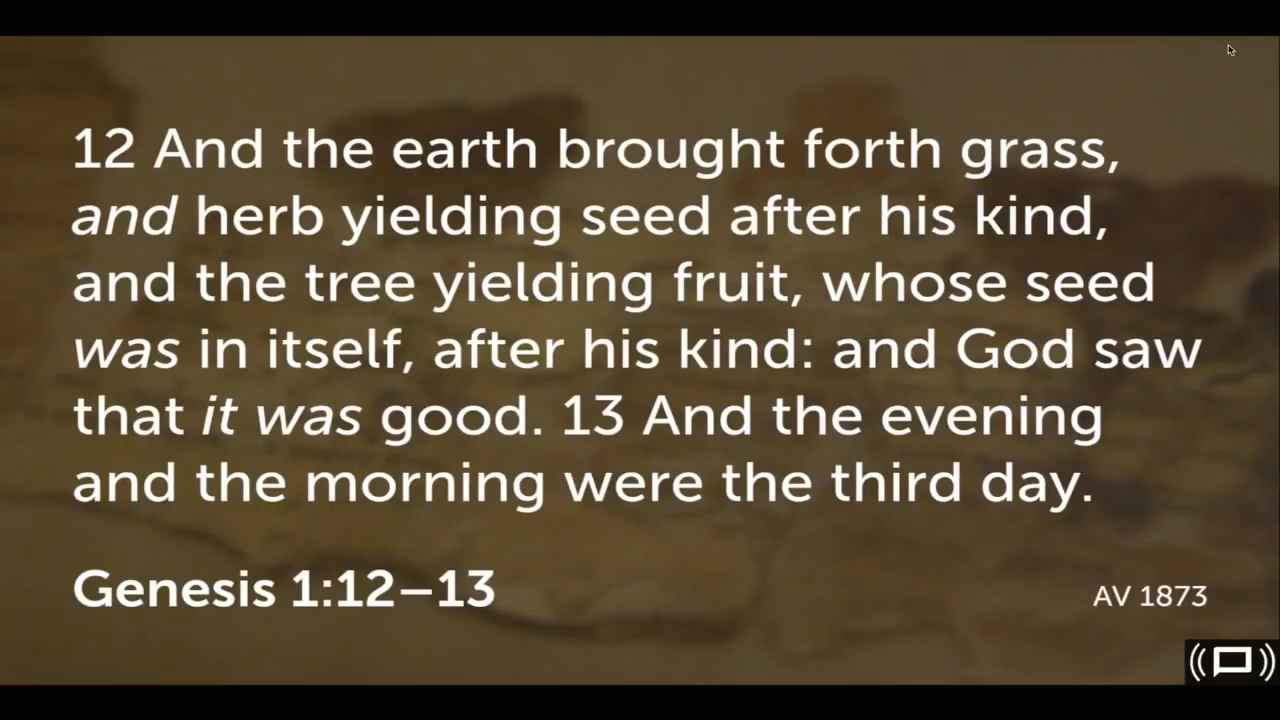 12 And the earth brought forth grass,
and herb yielding seed after his kind,
and the tree yielding fruit, whose seed
was in itself, after his kind: and God saw
that it was good. 13 And the evening
and the morning were the third day.
Genesis 1:12–13
AV 1873